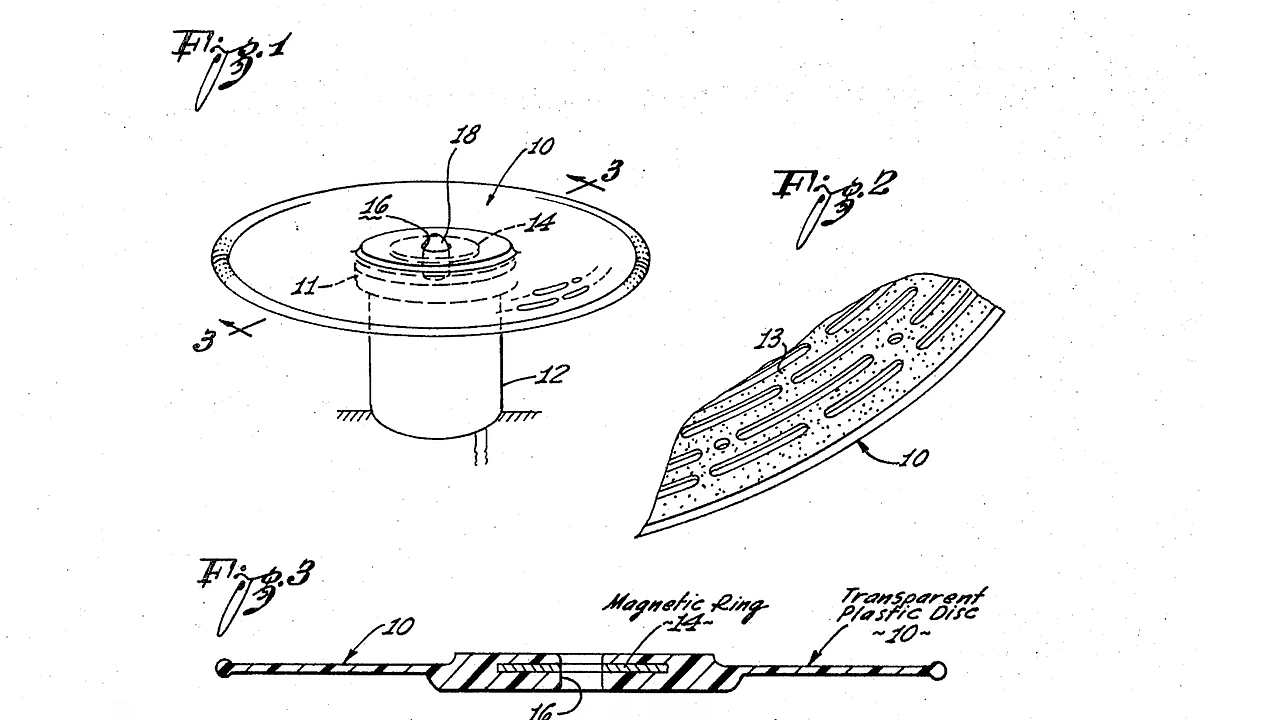 Fig. 1
18
10
3
16
14
11
3
12
Fig. 2
13
10
Fig. 3
10
Magnetic Ring
~14~
Transparent
Plastic Disc
~10~
16